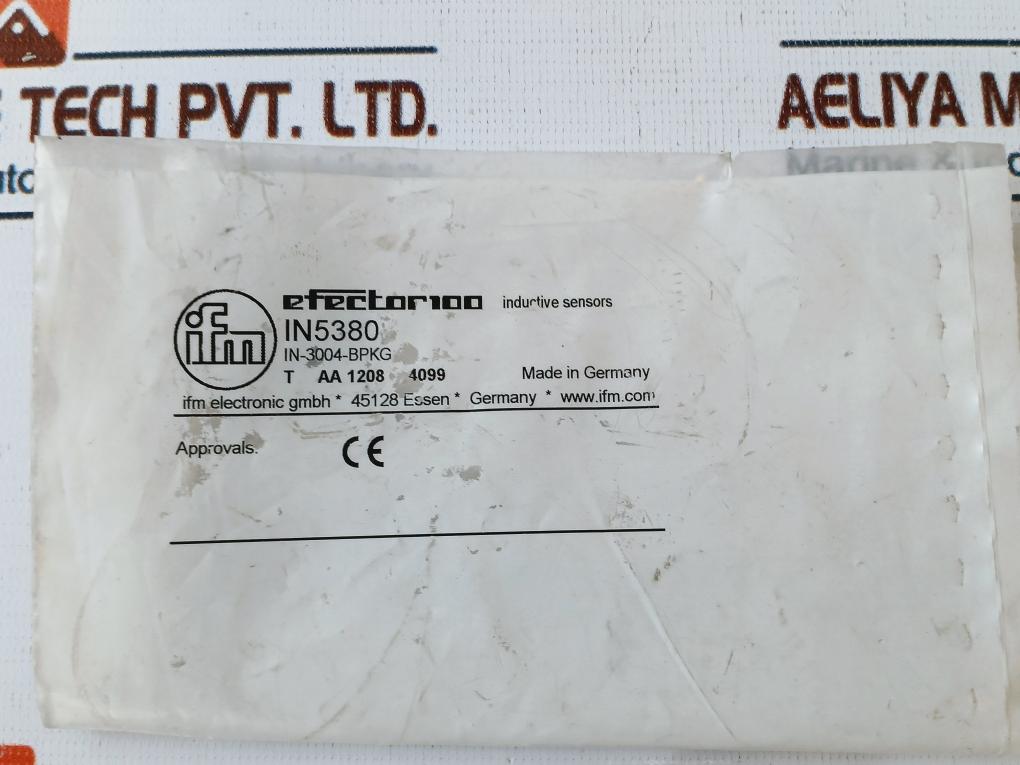 TECH PVT. LTD.
AELIYA M
ifm
efector100 inductive sensors
IN5380
IN-3004-BPKG
T AA 1208 4099 Made in Germany
ifm electronic gmbh * 45128 Essen * Germany * www.ifm.com
Approvals:
CE